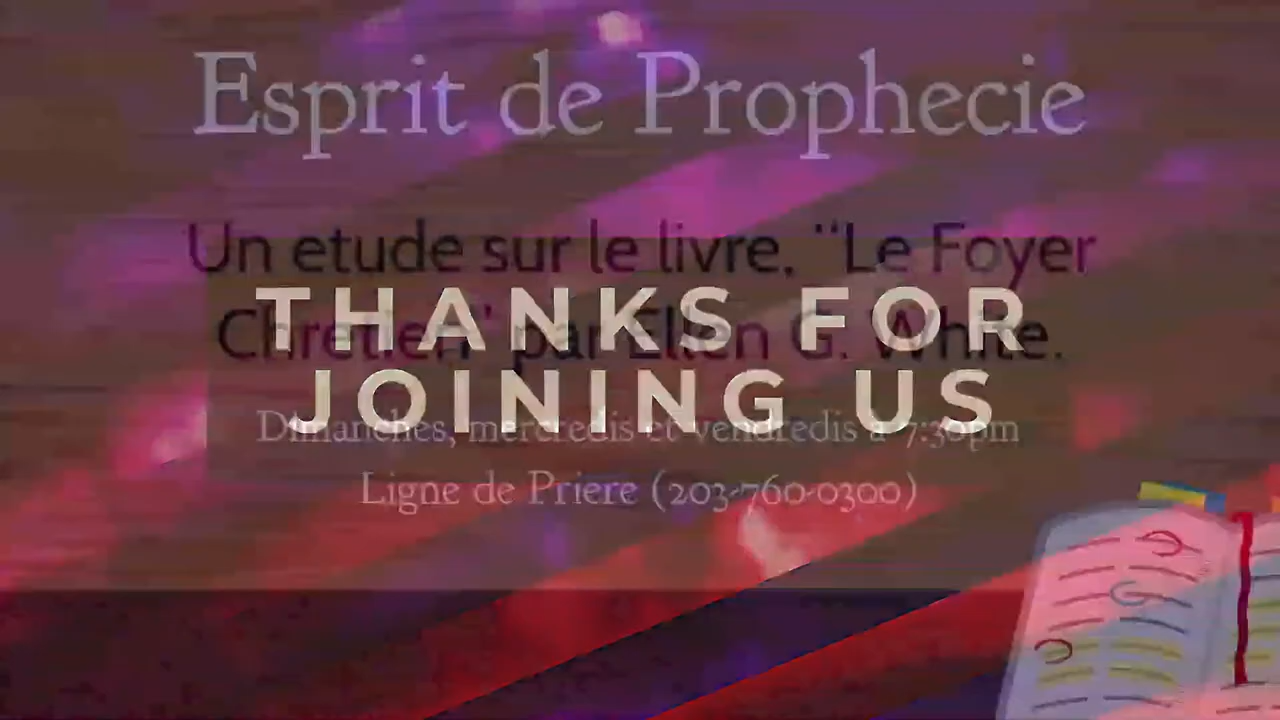 Esprit de Prophecie
Un etude sur le livre, “Le Foyer
Chretien” par Ellen G. White.
THANKS FOR
JOINING US
Dimanches, mercredis et vendredis a 7:30pm
Ligne de Priere (203-760-0300)